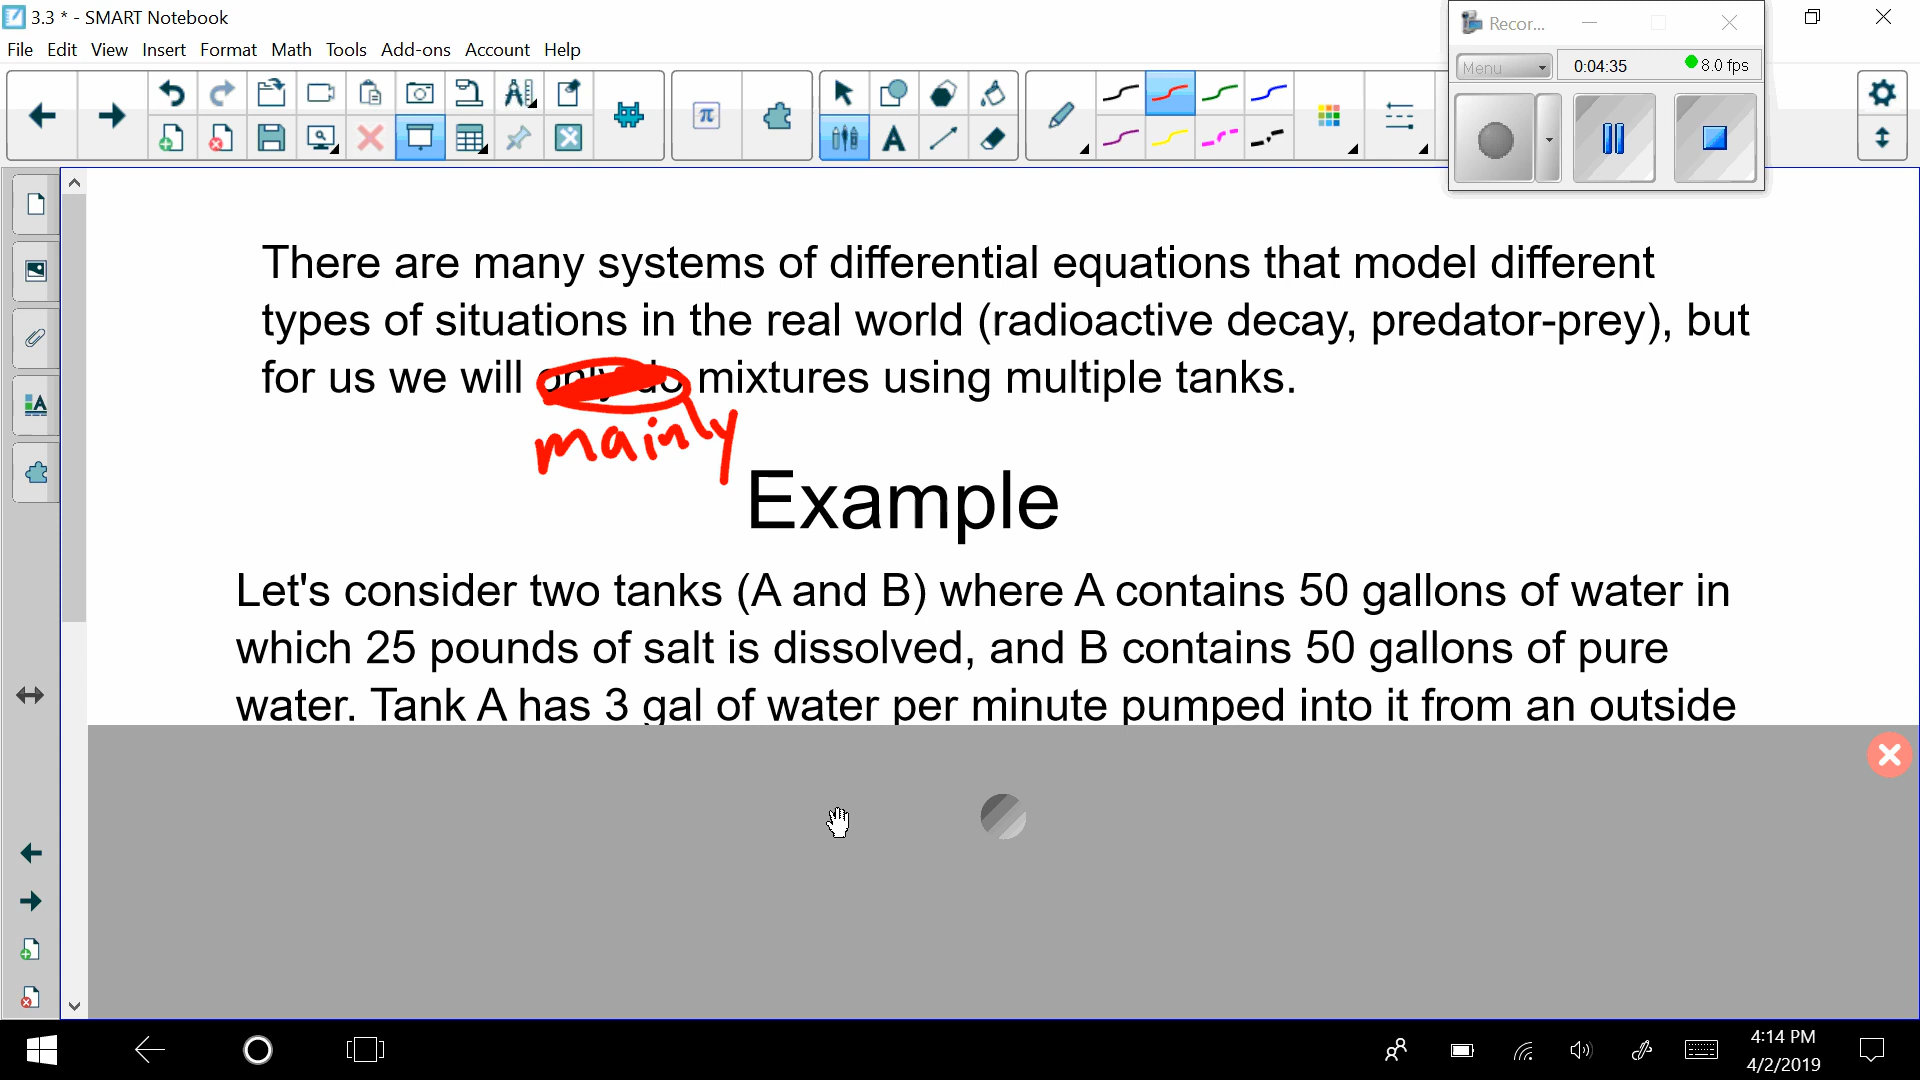 3.3 * - SMART Notebook
Recor...
File Edit View Insert Format Math Tools Add-ons Account Help
Menu
0:04:35
8.0 fps
π
A
A
There are many systems of differential equations that model different
types of situations in the real world (radioactive decay, predator-prey), but
for us we will only do mixtures using multiple tanks.
mainly
Example
Let's consider two tanks (A and B) where A contains 50 gallons of water in
which 25 pounds of salt is dissolved, and B contains 50 gallons of pure
water. Tank A has 3 gal of water per minute pumped into it from an outside
4:14 PM
4/2/2019